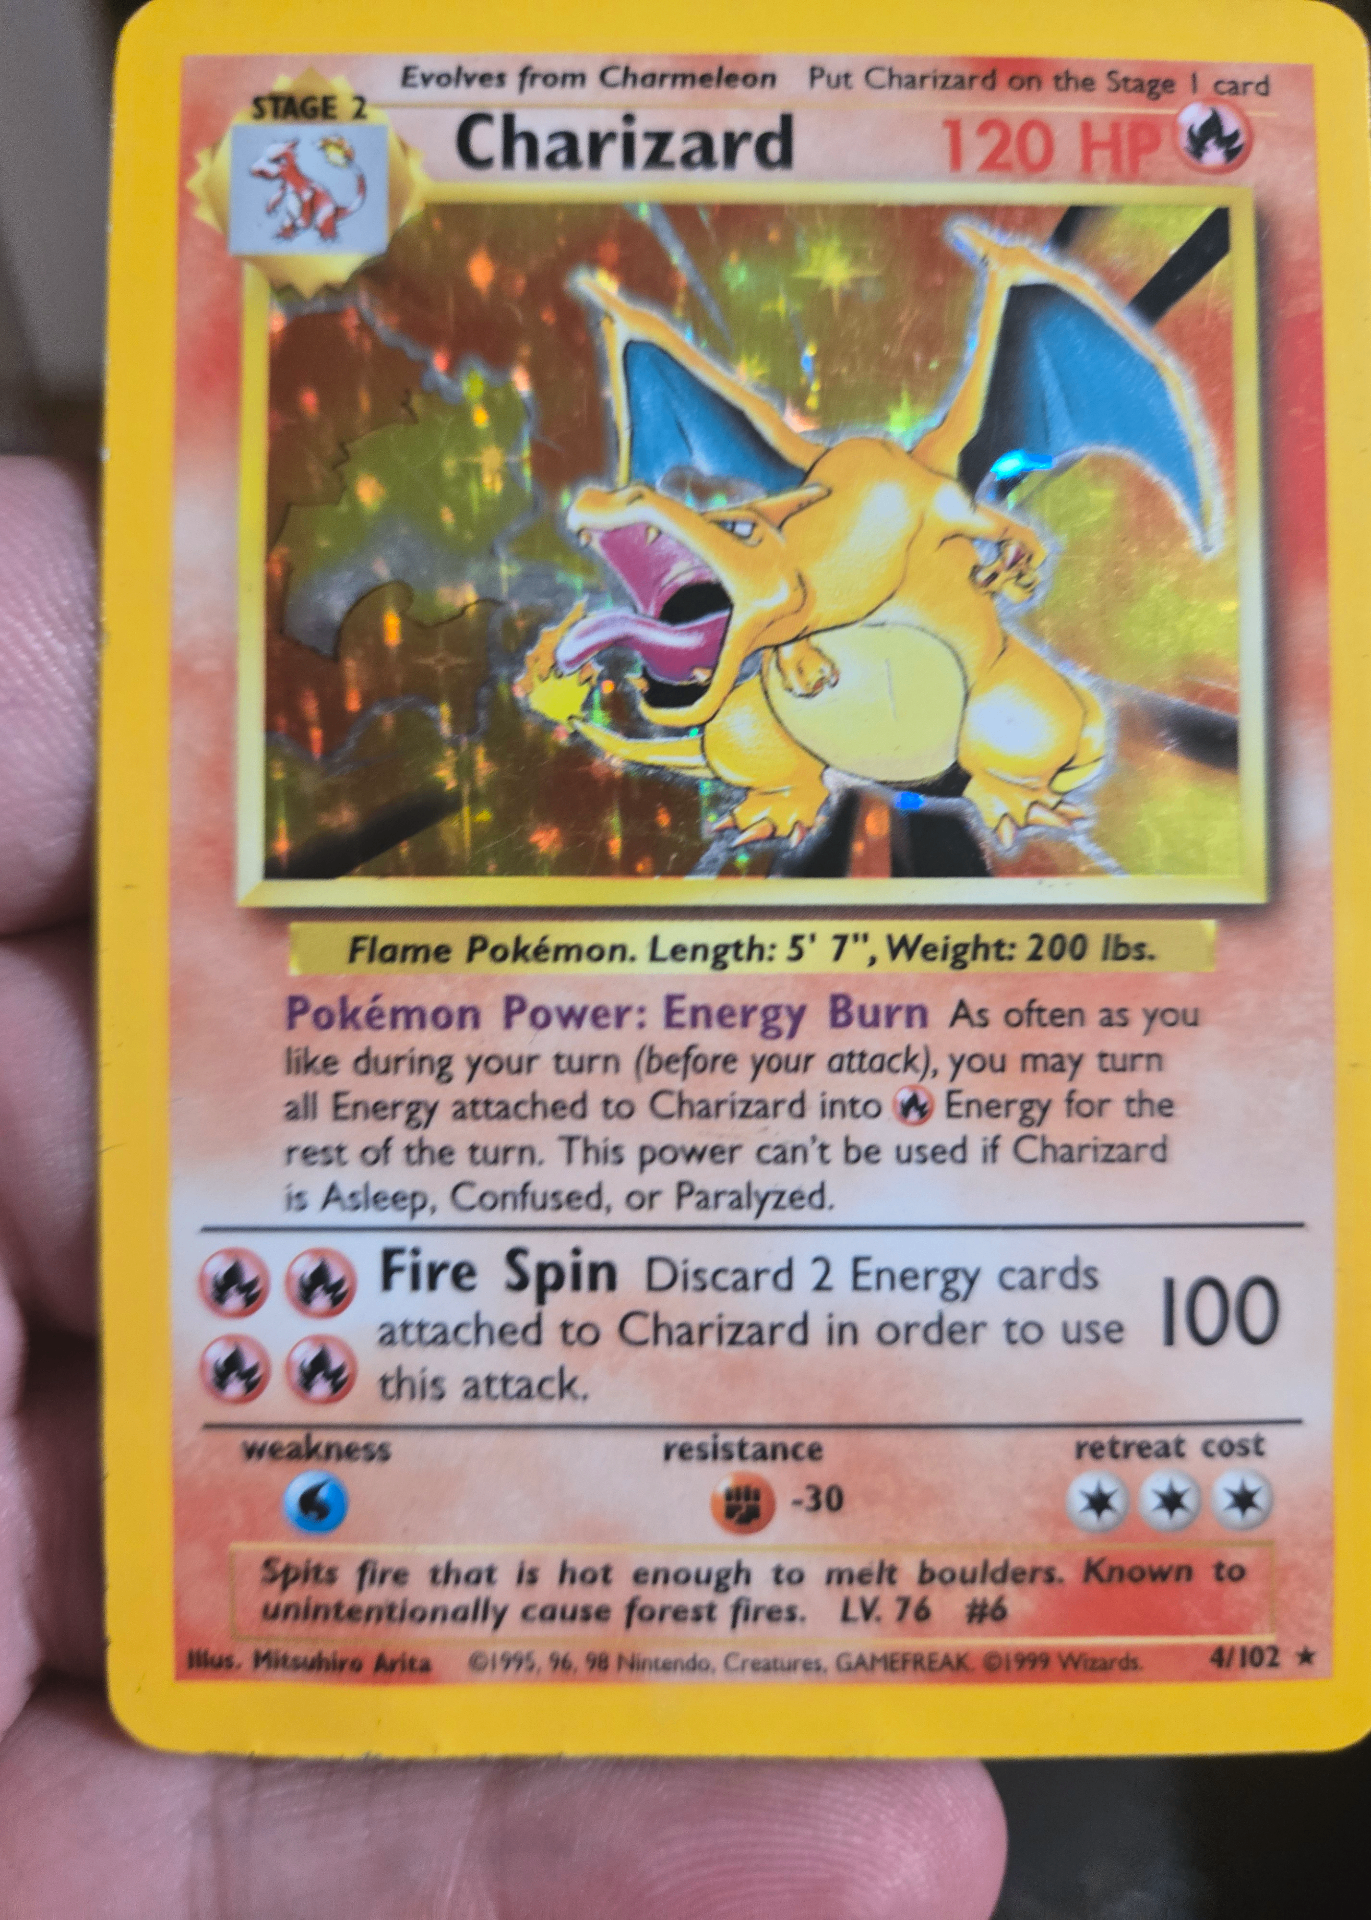 Evolves from Charmeleon Put Charizard on the Stage 1 card
STAGE 2
Charizard 120 HP
Flame Pokémon. Length: 5' 7", Weight: 200 lbs.
Pokémon Power: Energy Burn As often as you
like during your turn (before your attack), you may turn
all Energy attached to Charizard into Energy for the
rest of the turn. This power can't be used if Charizard
is Asleep, Confused, or Paralyzed.
Fire Spin Discard 2 Energy cards
attached to Charizard in order to use
this attack.
100
weakness resistance retreat cost
-30
Spits fire that is hot enough to melt boulders. Known to
unintentionally cause forest fires. LV. 76 #6
Illus. Mitsuhiro Arita ©1995, 96, 98 Nintendo, Creatures, GAMEFREAK. ©1999 Wizards. 4/102 ★